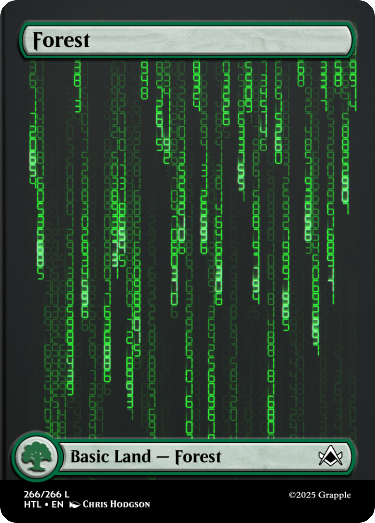 Forest
Basic Land — Forest
266/266 L
HTL • EN Chris Hodgson
©2025 Grapple